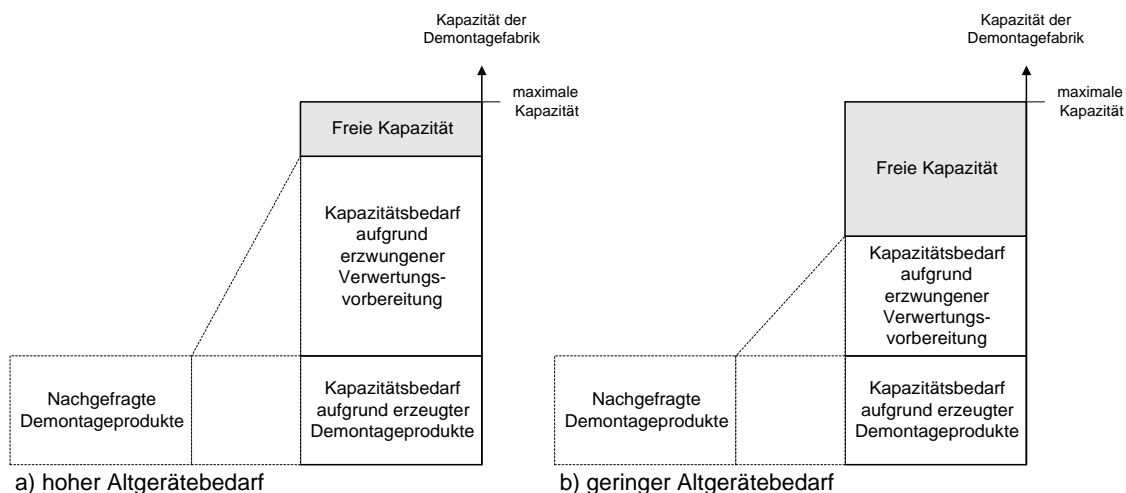 Kapazität der
Demontagefabrik
maximale
Kapazität
Freie Kapazität
Kapazitätsbedarf
aufgrund
erzwungener
Verwertungs-
vorbereitung
Nachgefragte
Demontageprodukte
Kapazitätsbedarf
aufgrund erzeugter
Demontageprodukte
a) hoher Altgerätebedarf
Kapazität der
Demontagefabrik
maximale
Kapazität
Freie Kapazität
Kapazitätsbedarf
aufgrund
erzwungener
Verwertungs-
vorbereitung
Nachgefragte
Demontageprodukte
Kapazitätsbedarf
aufgrund erzeugter
Demontageprodukte
b) geringer Altgerätebedarf